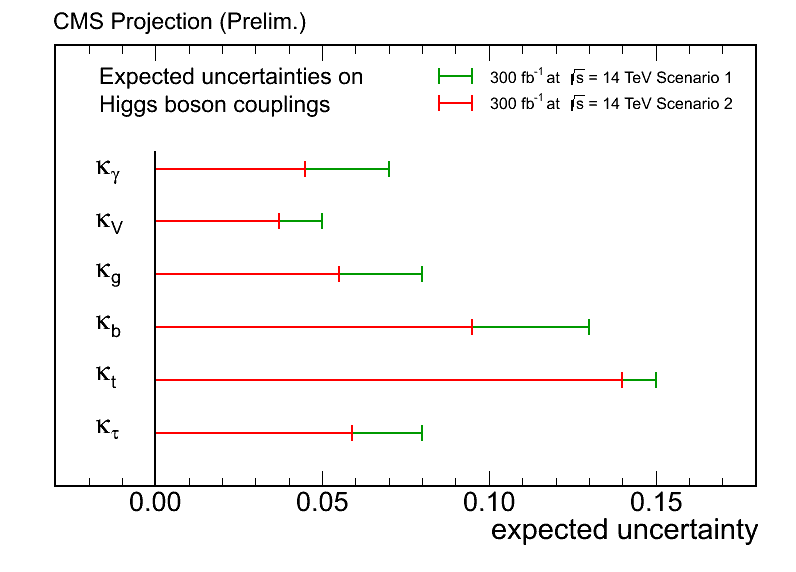 CMS Projection (Prelim.)
Expected uncertainties on
Higgs boson couplings
300 fb⁻¹ at √s = 14 TeV Scenario 1
300 fb⁻¹ at √s = 14 TeV Scenario 2
κγ
κV
κg
κb
κt
κτ
0.00 0.05 0.10 0.15
expected uncertainty